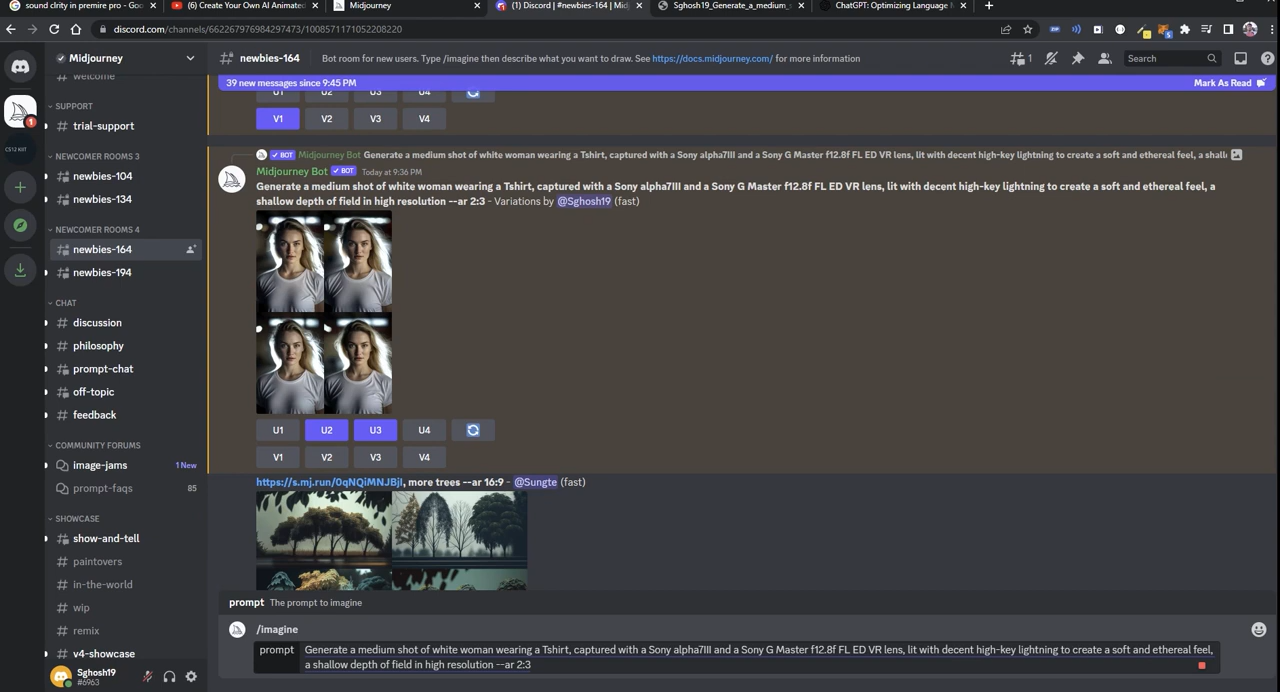 sound clrity in premire pro - Goo
(6) Create Your Own AI Animated
Midjourney
(1) Discord | #newbies-164 | Mid
Sghosh19_Generate_a_medium_s
ChatGPT: Optimizing Language M
discord.com/channels/662267976984297473/1008571170522082220
Midjourney
newbies-164
Bot room for new users. Type /imagine then describe what you want to draw. See https://docs.midjourney.com/ for more information
1
Search
39 new messages since 9:45 PM
Mark As Read
welcome
SUPPORT
trial-support
NEWCOMER ROOMS 3
newbies-104
newbies-134
NEWCOMER ROOMS 4
newbies-164
newbies-194
CHAT
discussion
philosophy
prompt-chat
off-topic
feedback
COMMUNITY FORUMS
image-jams
1 New
prompt-faqs
85
SHOWCASE
show-and-tell
paintovers
in-the-world
wip
remix
v4-showcase
Sghosh19
#6963
U1 U2 U3 U4
V1 V2 V3 V4
BOT Midjourney Bot Generate a medium shot of white woman wearing a Tshirt, captured with a Sony alpha7III and a Sony G Master f12.8f FL ED VR lens, lit with decent high-key lightning to create a soft and ethereal feel, a shall
Midjourney Bot BOT Today at 9:36 PM
Generate a medium shot of white woman wearing a Tshirt, captured with a Sony alpha7III and a Sony G Master f12.8f FL ED VR lens, lit with decent high-key lightning to create a soft and ethereal feel, a
shallow depth of field in high resolution --ar 2:3 - Variations by @Sghosh19 (fast)
U1 U2 U3 U4
V1 V2 V3 V4
https://s.mj.run/0qNQiMNJBjI, more trees --ar 16:9 - @Sungte (fast)
prompt The prompt to imagine
/imagine
prompt Generate a medium shot of white woman wearing a Tshirt, captured with a Sony alpha7III and a Sony G Master f12.8f FL ED VR lens, lit with decent high-key lightning to create a soft and ethereal feel,
a shallow depth of field in high resolution --ar 2:3